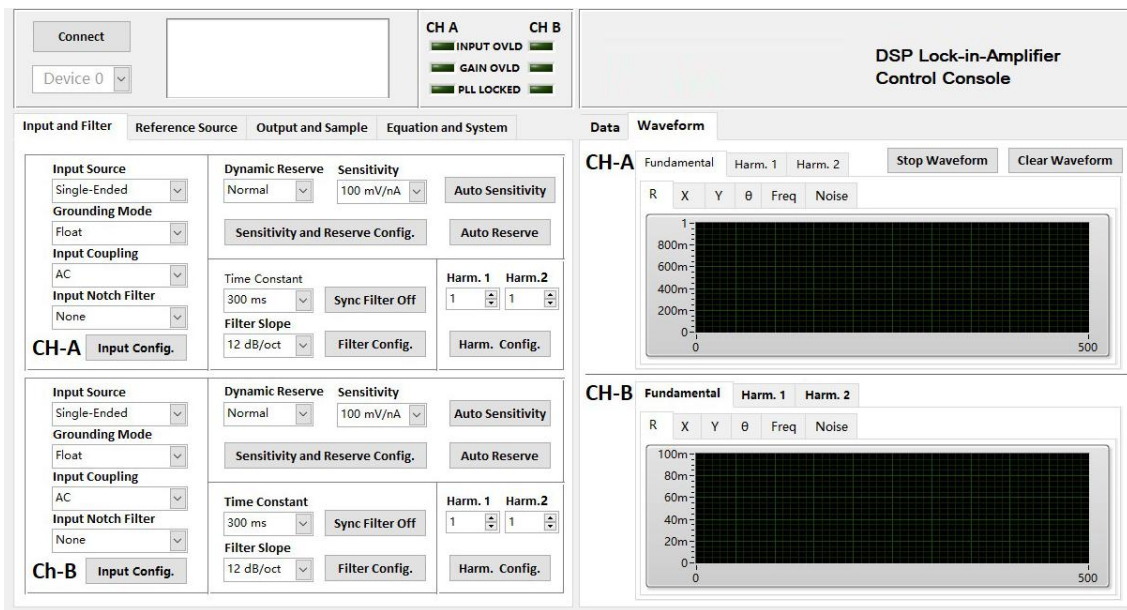 Connect
Device 0
CH A CH B
INPUT OVLD
GAIN OVLD
PLL LOCKED
DSP Lock-in-Amplifier
Control Console
Input and Filter Reference Source Output and Sample Equation and System
Data Waveform
Input Source
Single-Ended
Grounding Mode
Float
Input Coupling
AC
Input Notch Filter
None
CH-A Input Config.
Dynamic Reserve Sensitivity
Normal 100 mV/nA Auto Sensitivity
Sensitivity and Reserve Config. Auto Reserve
Time Constant
300 ms Sync Filter Off
Filter Slope
12 dB/oct Filter Config.
Harm. 1 Harm.2
1 1
Harm. Config.
Input Source
Single-Ended
Grounding Mode
Float
Input Coupling
AC
Input Notch Filter
None
Ch-B Input Config.
Dynamic Reserve Sensitivity
Normal 100 mV/nA Auto Sensitivity
Sensitivity and Reserve Config. Auto Reserve
Time Constant
300 ms Sync Filter Off
Filter Slope
12 dB/oct Filter Config.
Harm. 1 Harm.2
1 1
Harm. Config.
CH-A Fundamental Harm. 1 Harm. 2 Stop Waveform Clear Waveform
R X Y θ Freq Noise
1
800m
600m
400m
200m
0
0 500
CH-B Fundamental Harm. 1 Harm. 2
R X Y θ Freq Noise
100m
80m
60m
40m
20m
0
0 500